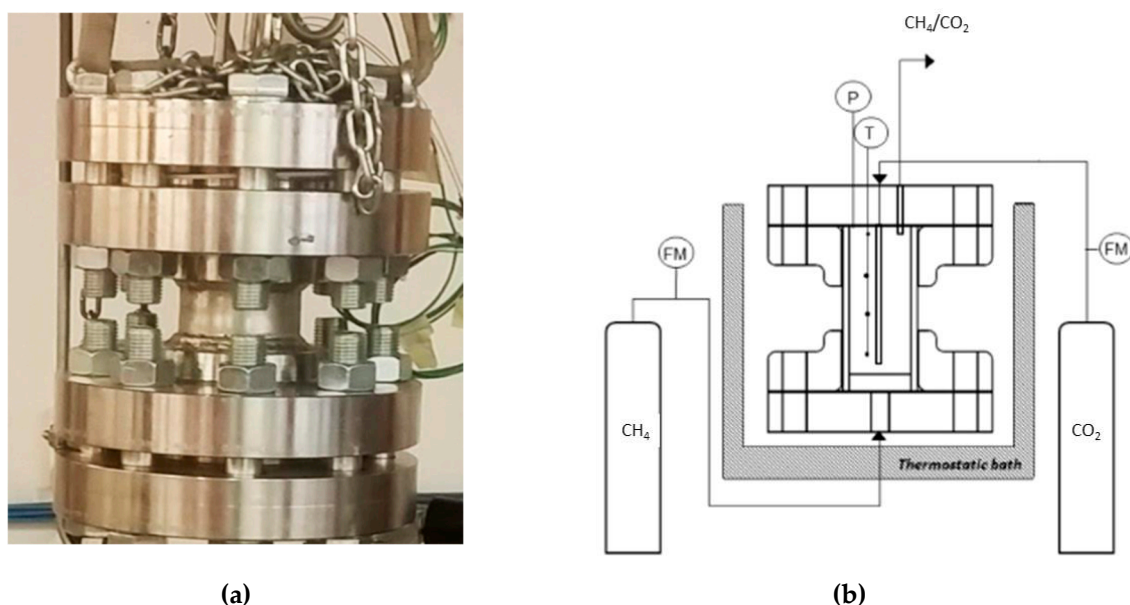 CH₄/CO₂
P
T
FM
FM
CH₄
CO₂
Thermostatic bath
(a)
(b)